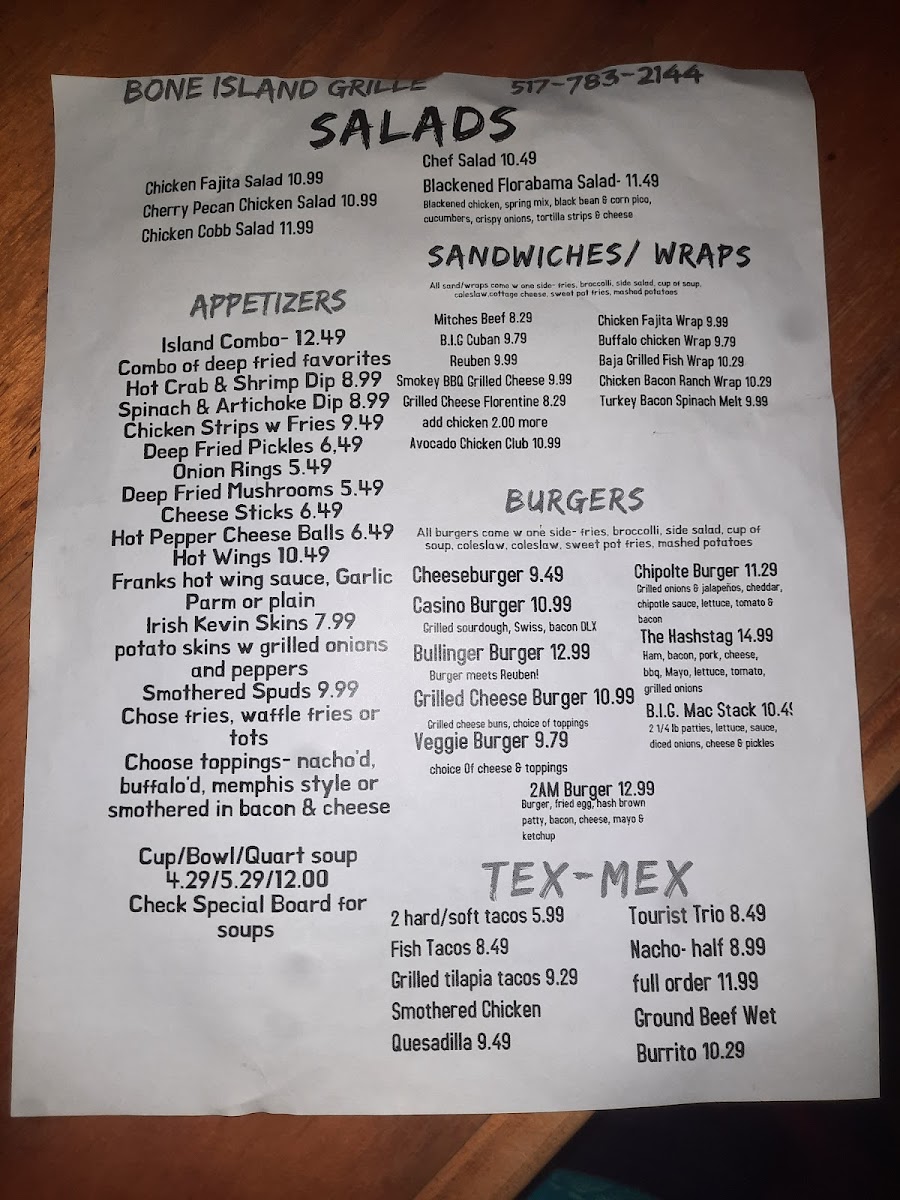 BONE ISLAND GRILLE 517-783-2144
SALADS
Chicken Fajita Salad 10.99
Cherry Pecan Chicken Salad 10.99
Chicken Cobb Salad 11.99
Chef Salad 10.49
Blackened Florabama Salad- 11.49
Blackened chicken, spring mix, black bean & corn pico,
cucumbers, crispy onions, tortilla strips & cheese
APPETIZERS
Island Combo- 12.49
Combo of deep fried favorites
Hot Crab & Shrimp Dip 8.99
Spinach & Artichoke Dip 8.99
Chicken Strips w Fries 9.49
Deep Fried Pickles 6,49
Onion Rings 5.49
Deep Fried Mushrooms 5.49
Cheese Sticks 6.49
Hot Pepper Cheese Balls 6.49
Hot Wings 10.49
Franks hot wing sauce, Garlic
Parm or plain
Irish Kevin Skins 7.99
potato skins w grilled onions
and peppers
Smothered Spuds 9.99
Chose fries, waffle fries or
tots
Choose toppings- nacho'd,
buffalo'd, memphis style or
smothered in bacon & cheese
Cup/Bowl/Quart soup
4.29/5.29/12.00
Check Special Board for
soups
SANDWICHES/ WRAPS
All sand/wraps come w one side- fries, broccolli, side salad, cup of soup,
coleslaw,cottage cheese, sweet pot fries, mashed potatoes
Mitches Beef 8.29
B.I.G Cuban 9.79
Reuben 9.99
Smokey BBQ Grilled Cheese 9.99
Grilled Cheese Florentine 8.29
add chicken 2.00 more
Avocado Chicken Club 10.99
Chicken Fajita Wrap 9.99
Buffalo chicken Wrap 9.79
Baja Grilled Fish Wrap 10.29
Chicken Bacon Ranch Wrap 10.29
Turkey Bacon Spinach Melt 9.99
BURGERS
All burgers come w one side- fries, broccolli, side salad, cup of
soup, coleslaw, coleslaw, sweet pot fries, mashed potatoes
Cheeseburger 9.49
Casino Burger 10.99
Grilled sourdough, Swiss, bacon DLX
Bullinger Burger 12.99
Burger meets Reuben!
Grilled Cheese Burger 10.99
Grilled cheese buns, choice of toppings
Veggie Burger 9.79
choice Of cheese & toppings
Chipolte Burger 11.29
Grilled onions & jalapeños, cheddar,
chipotle sauce, lettuce, tomato &
bacon
The Hashstag 14.99
Ham, bacon, pork, cheese,
bbq, Mayo, lettuce, tomato,
grilled onions
B.I.G. Mac Stack 10.49
2 1/4 lb patties, lettuce, sauce,
diced onions, cheese & pickles
2AM Burger 12.99
Burger, fried egg, hash brown
patty, bacon, cheese, mayo &
ketchup
TEX-MEX
2 hard/soft tacos 5.99
Fish Tacos 8.49
Grilled tilapia tacos 9.29
Smothered Chicken
Quesadilla 9.49
Tourist Trio 8.49
Nacho- half 8.99
full order 11.99
Ground Beef Wet
Burrito 10.29